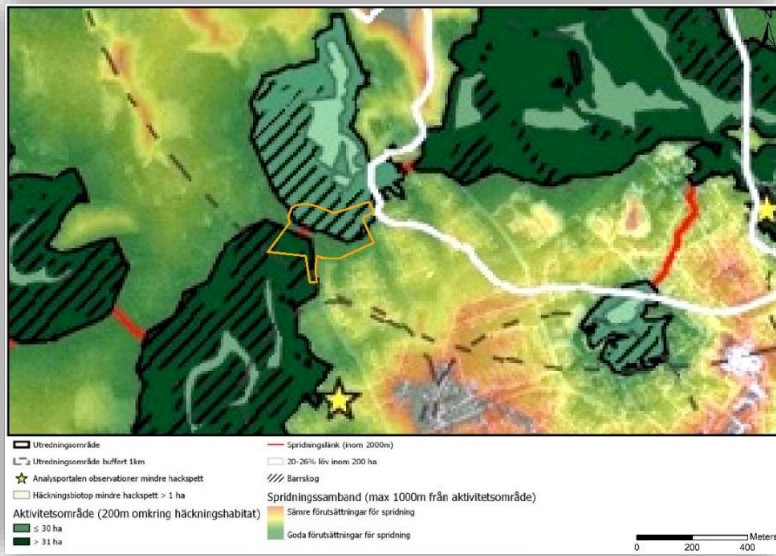 N
Utredningsområde
Utredningsområde buffert 1km
Analysportalen observationer mindre hackspett
Häckningsbiotop mindre hackspett > 1 ha
Aktivitetsområde (200m omkring häckningshabitat)
≤ 30 ha
> 31 ha
Spridningslänk (inom 2000m)
20-26% löv inom 200 ha
Barrskog
Spridningssamband (max 1000m från aktivitetsområde)
Sämre förutsättningar för spridning
Goda förutsättningar för spridning
Meters
0 200 400